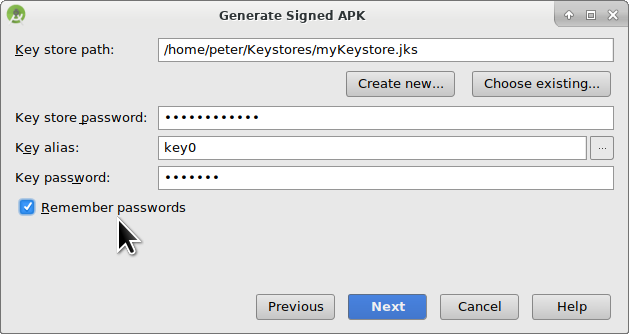 Generate Signed APK
Key store path: /home/peter/Keystores/myKeystore.jks
Create new... Choose existing...
Key store password: ••••••••••••
Key alias: key0 ...
Key password: •••••••
Remember passwords
Previous Next Cancel Help